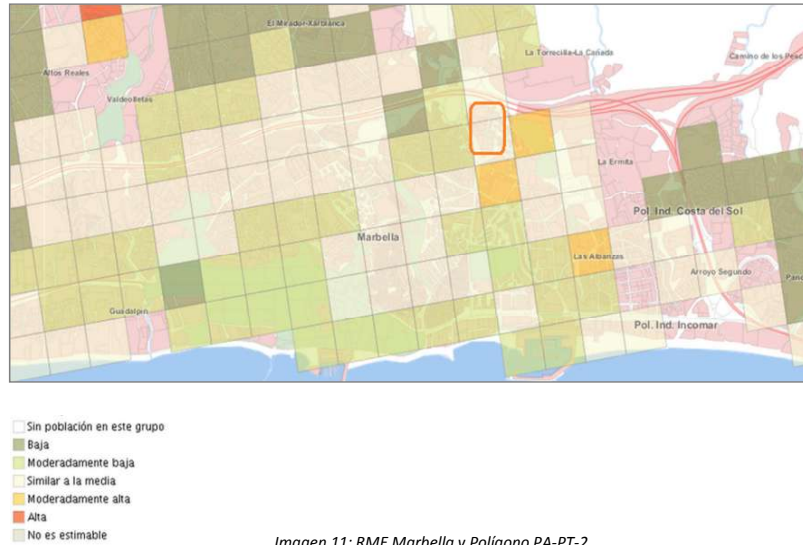 El Mirador-Xarblanca
La Torrecilla-La Cañada
Camino de los Pesc
Altos Reales
Valdeolletas
La Ermita
Pol. Ind. Costa del Sol
Marbella
Las Albarizas
Arroyo Segundo
Guadalpín
Pol. Ind. Incomar
Sin población en este grupo
Baja
Moderadamente baja
Similar a la media
Moderadamente alta
Alta
No es estimable
Imagen 11: RME Marbella y Polígono PA-PT-2